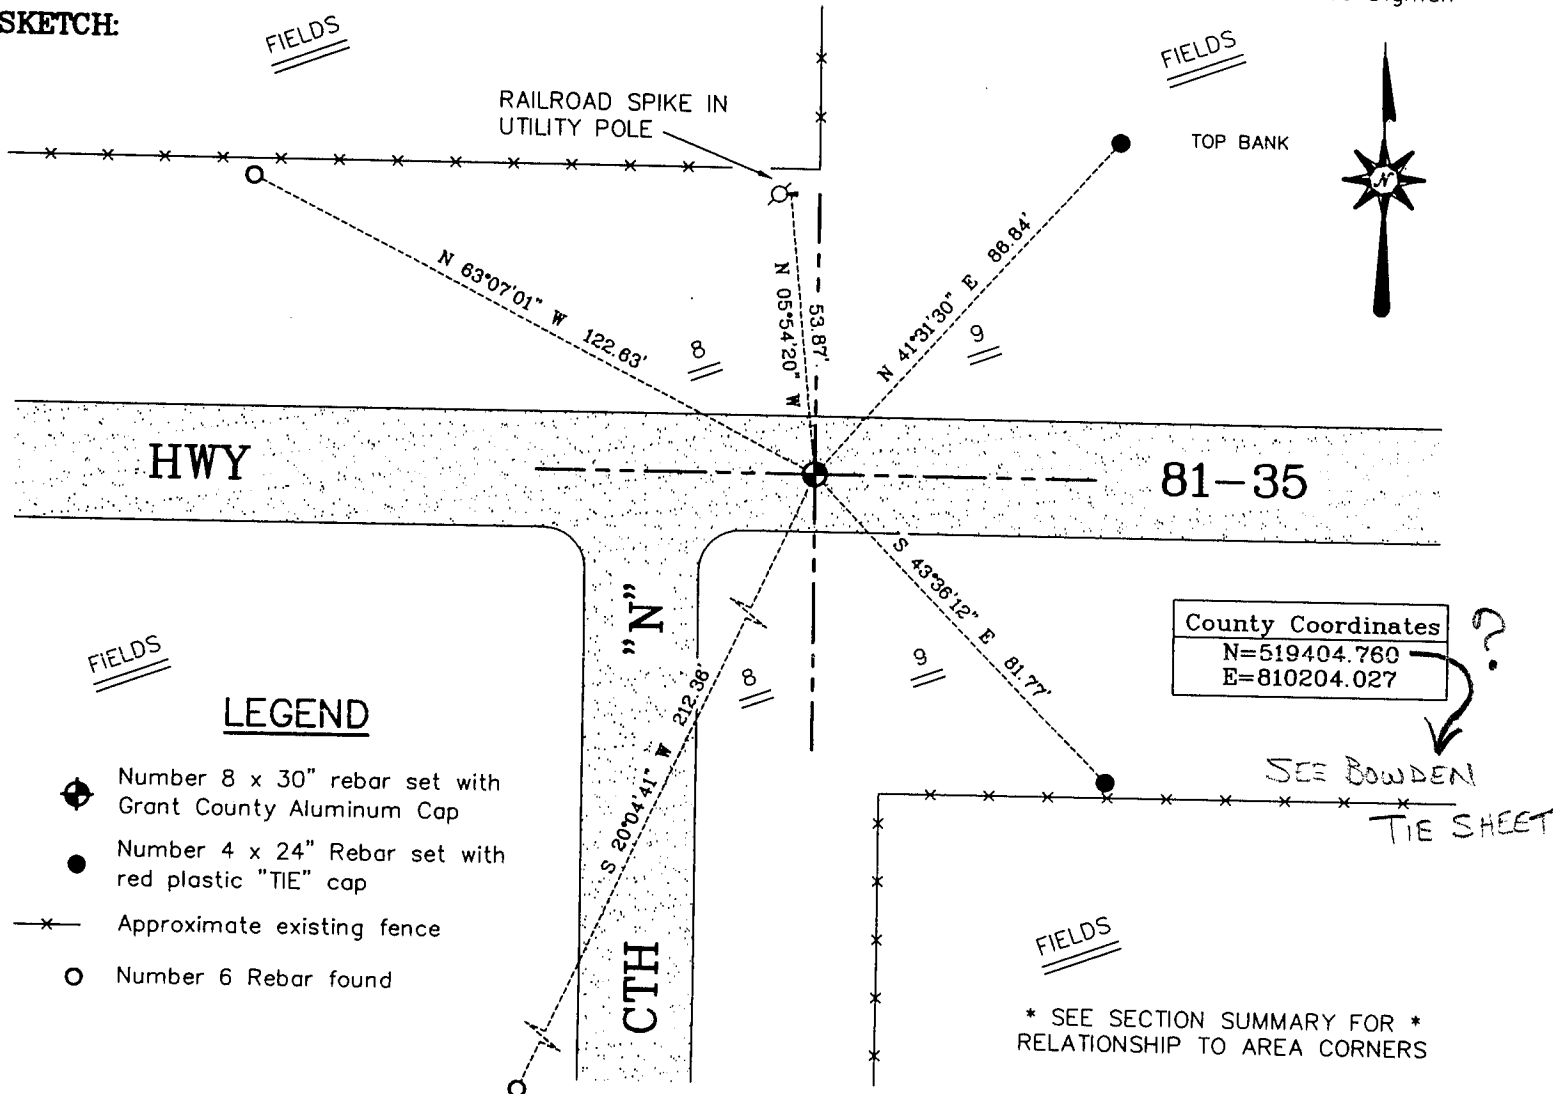 SKETCH:
FIELDS
FIELDS
RAILROAD SPIKE IN
UTILITY POLE
TOP BANK
N
N 63°07'01" W 122.63'
N 05°54'20" W
53.87'
N 41°31'30" E 86.84'
8
9
HWY
81-35
S 43°36'12" E 81.77'
"N"
CTH
S 20°04'41" W 212.36'
8
9
County Coordinates
N=519404.760
E=810204.027
?
SEE BOWDEN
TIE SHEET
FIELDS
LEGEND
Number 8 x 30" rebar set with
Grant County Aluminum Cap
Number 4 x 24" Rebar set with
red plastic "TIE" cap
Approximate existing fence
Number 6 Rebar found
FIELDS
* SEE SECTION SUMMARY FOR *
RELATIONSHIP TO AREA CORNERS